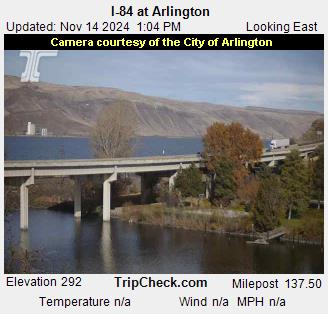 I-84 at Arlington
Updated: Nov 14 2024 1:04 PM Looking East
Camera courtesy of the City of Arlington
Elevation 292 TripCheck.com Milepost 137.50
Temperature n/a Wind n/a MPH n/a